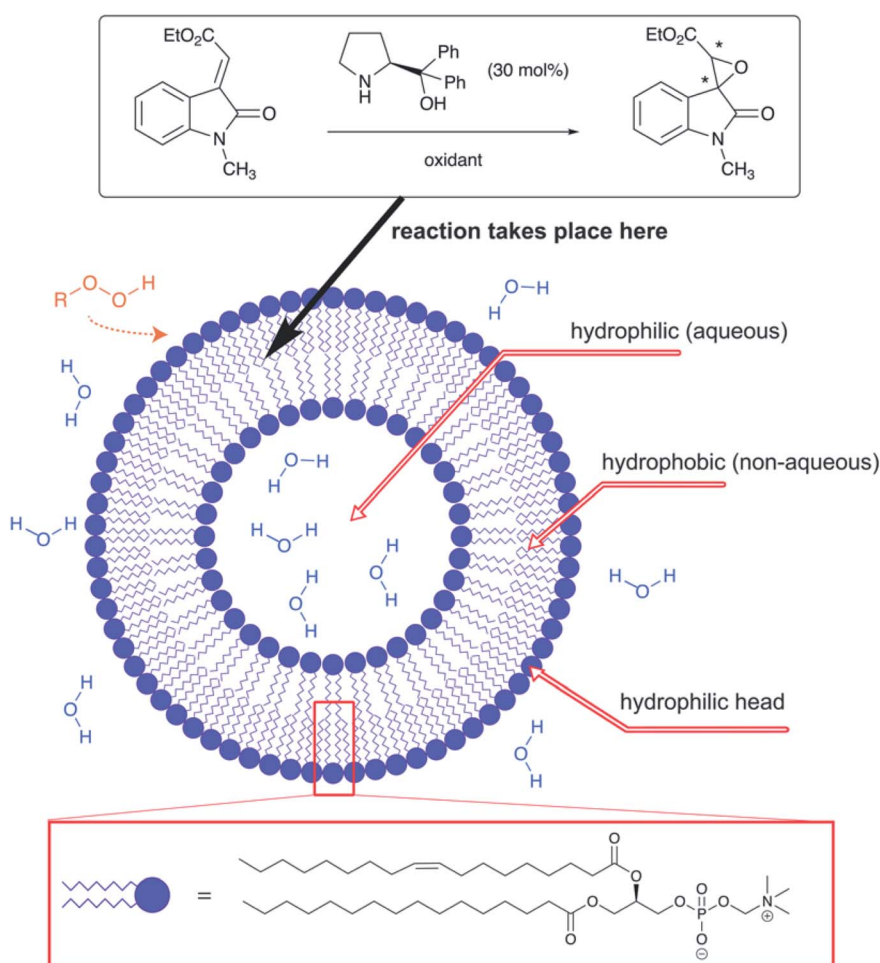 EtO2C
O
N
CH3
N
H
Ph
Ph
OH
(30 mol%)
oxidant
EtO2C
*
O
*
O
N
CH3
reaction takes place here
R O O H
H O H
hydrophilic (aqueous)
H O H
H O H
hydrophobic (non-aqueous)
H O H
H O H
H O H
H O H
H O H
hydrophilic head
H O H
H O H
=
O
O
O
O
O
O
P
O
O
⊖
N
⊕